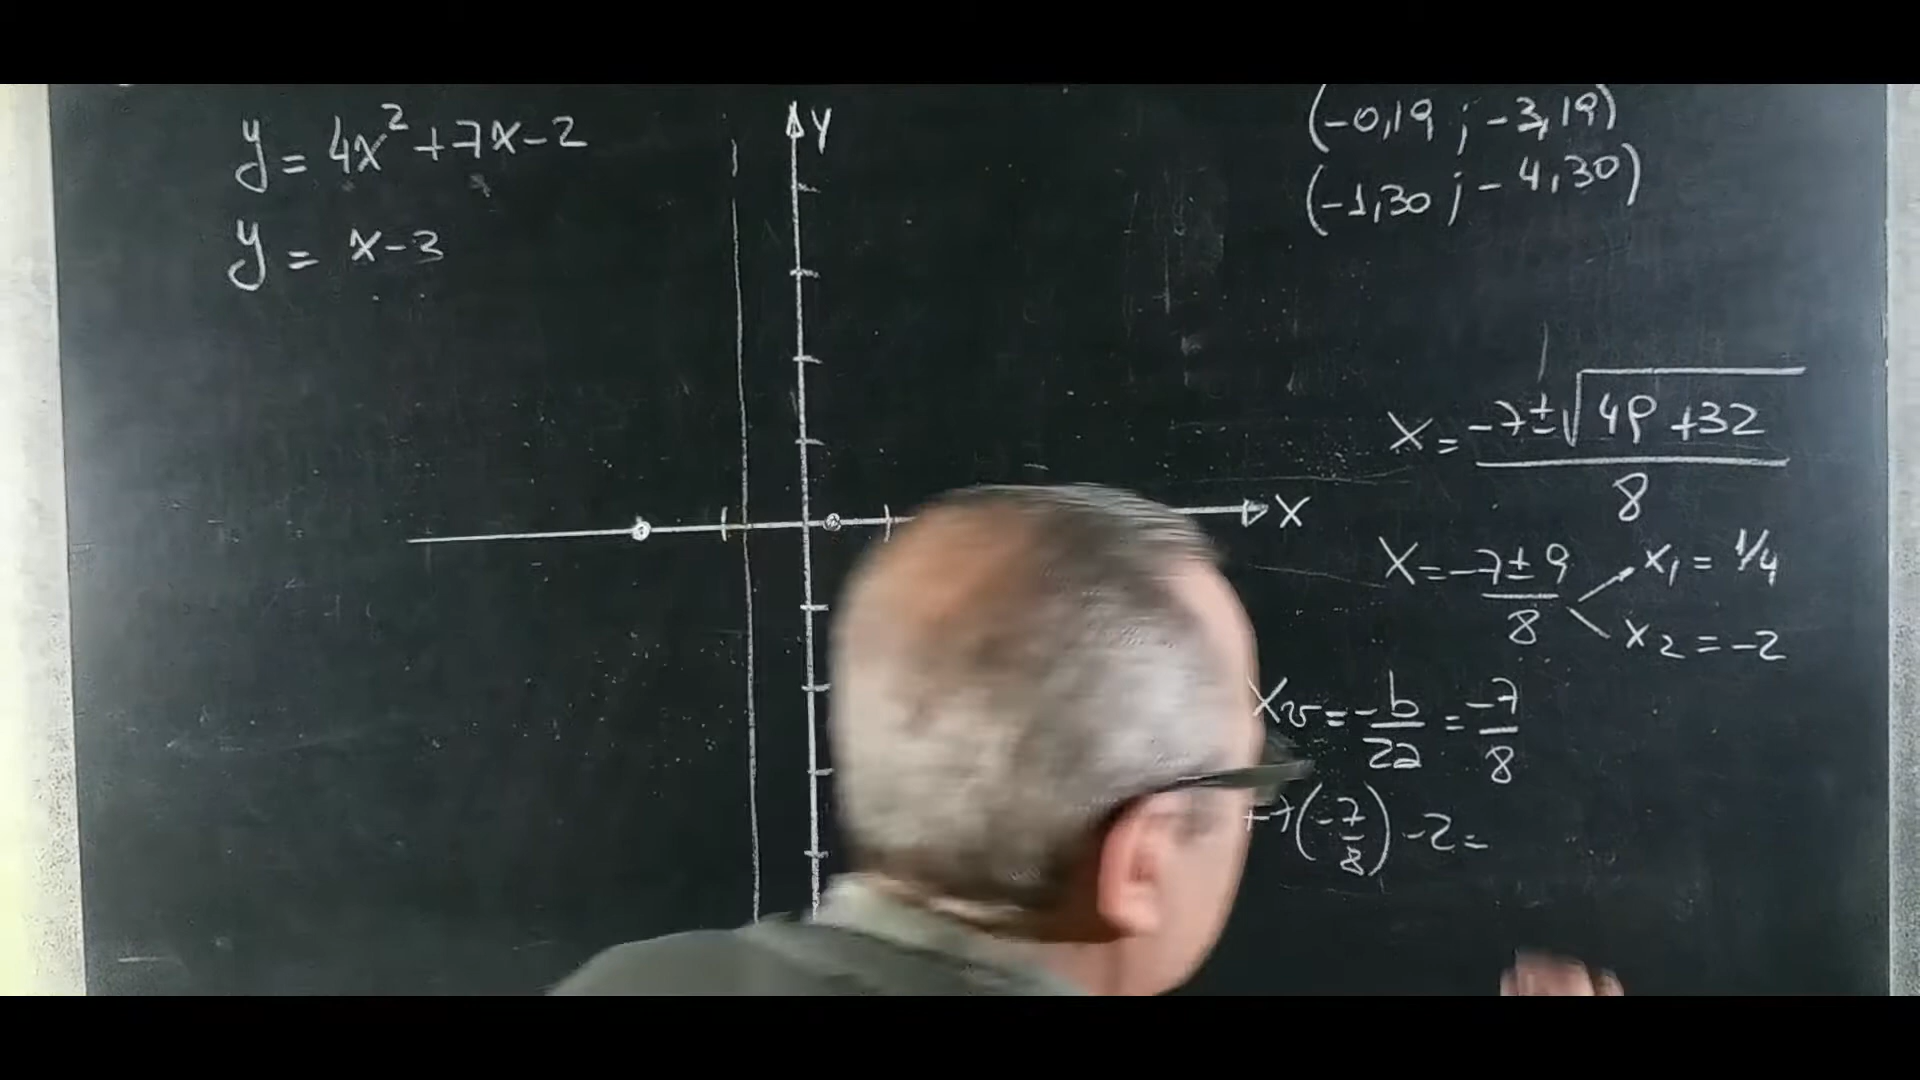 y = 4x² + 7x - 2
y = x - 3
y
x
(-0,19 ; -3,19)
(-1,30 ; -4,30)
x = (-7 ± √(49 + 32)) / 8
x = (-7 ± 9) / 8
x₁ = 1/4
x₂ = -2
xv = -b/2a = -7/8
+7(-7/8) - 2 =